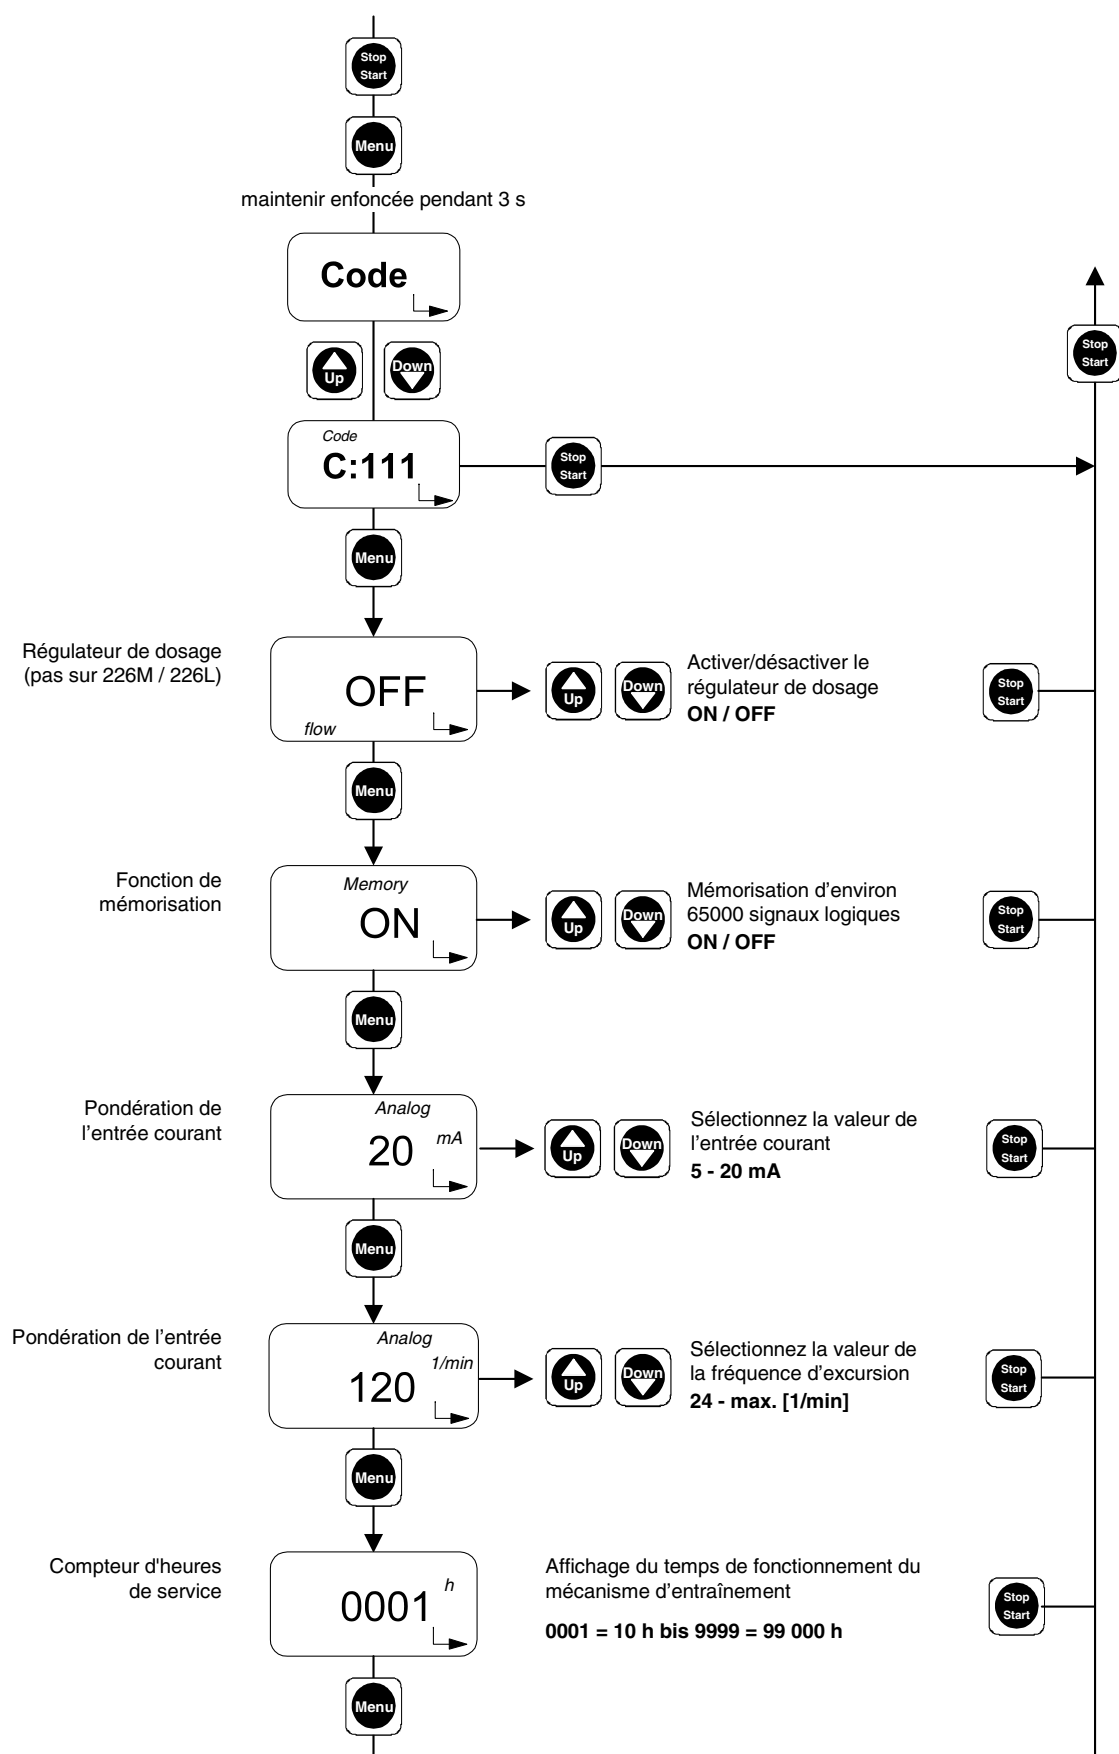 Stop
Start
Menu
maintenir enfoncée pendant 3 s
Code
Up
Down
Stop
Start
Code
C:111
Stop
Start
Menu
Régulateur de dosage
(pas sur 226M / 226L)
OFF
flow
Up
Down
Activer/désactiver le
régulateur de dosage
ON / OFF
Stop
Start
Menu
Fonction de
mémorisation
Memory
ON
Up
Down
Mémorisation d’environ
65000 signaux logiques
ON / OFF
Stop
Start
Menu
Pondération de
l’entrée courant
Analog
20
mA
Up
Down
Sélectionnez la valeur de
l’entrée courant
5 - 20 mA
Stop
Start
Menu
Pondération de l’entrée
courant
Analog
1/min
120
Up
Down
Sélectionnez la valeur de
la fréquence d’excursion
24 - max. [1/min]
Stop
Start
Menu
Compteur d'heures
de service
h
0001
Affichage du temps de fonctionnement du
mécanisme d’entraînement
0001 = 10 h bis 9999 = 99 000 h
Stop
Start
Menu